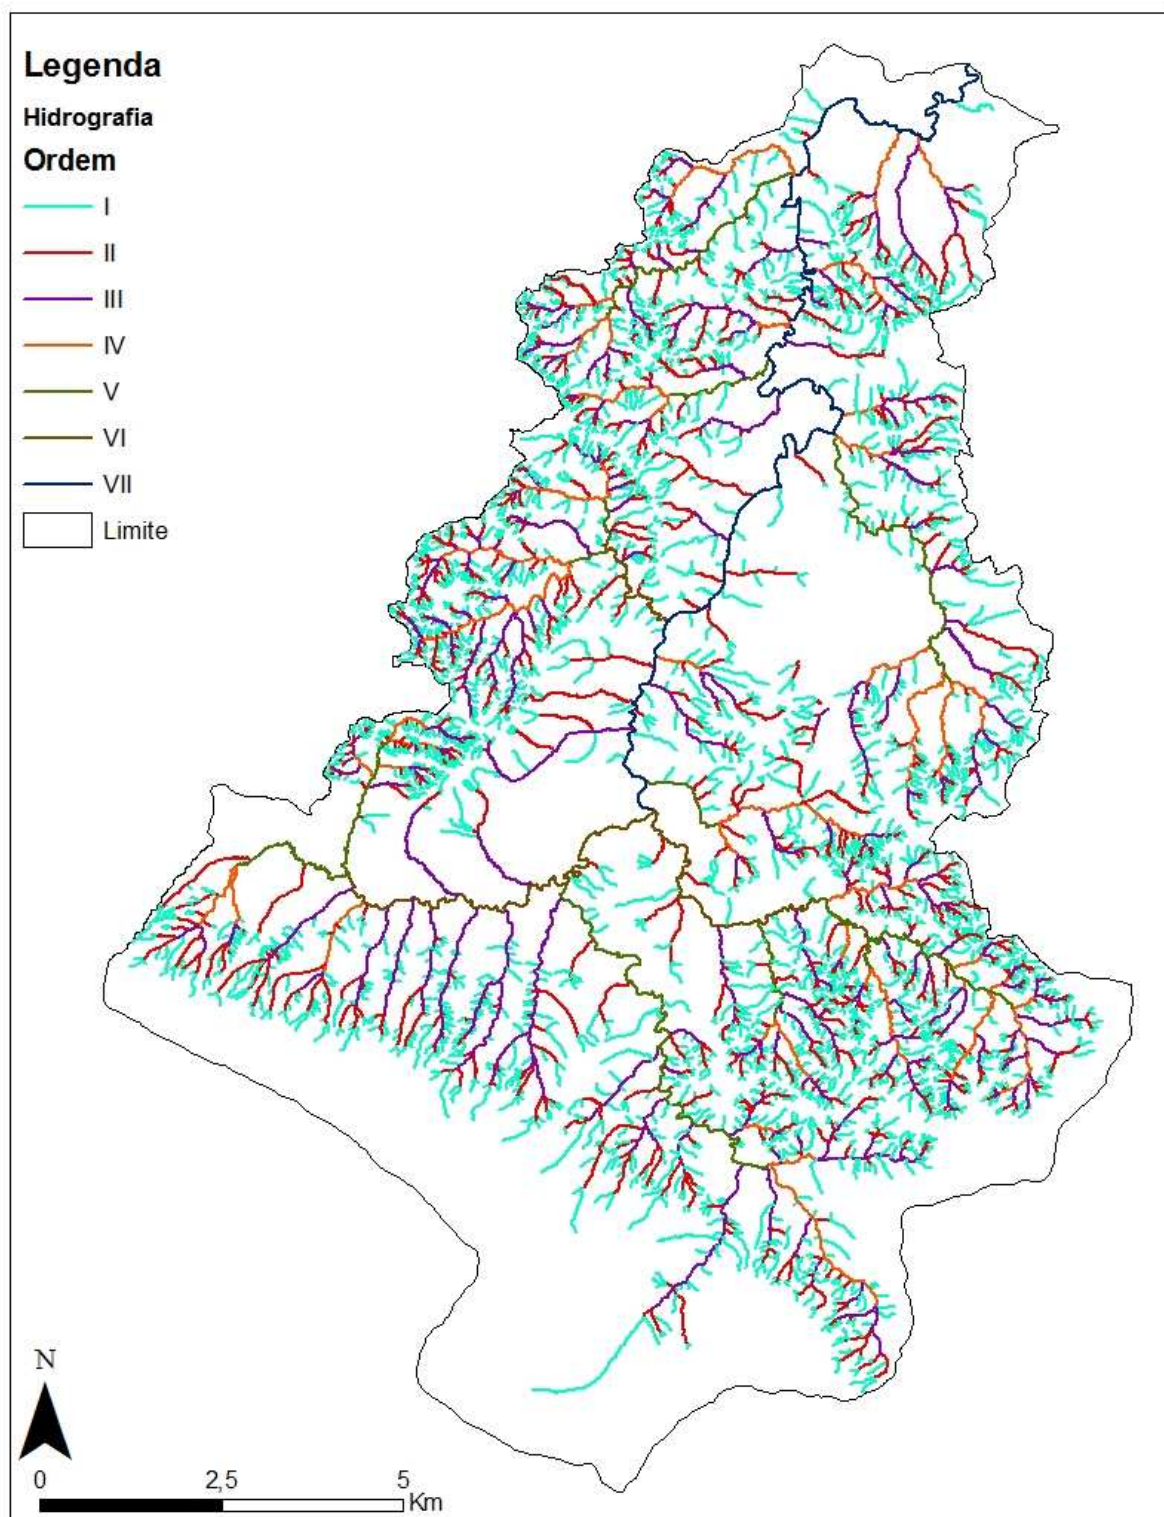 Legenda
Hidrografia
Ordem
I
II
III
IV
V
VI
VII
Limite
N
0 2,5 5
Km